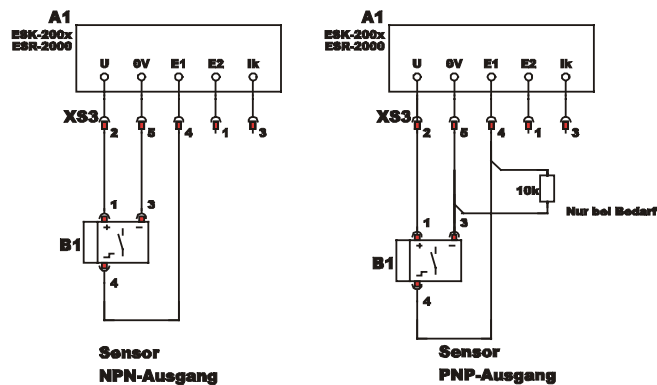 A1
ESK-200x
ESR-2000
U 0V E1 E2 Ik
XS3
2 5 4 1 3
1 3
+ −
B1
4
Sensor
NPN-Ausgang
A1
ESK-200x
ESR-2000
U 0V E1 E2 Ik
XS3
2 5 4 1 3
10k
Nur bei Bedarf
1 3
+ −
B1
4
Sensor
PNP-Ausgang